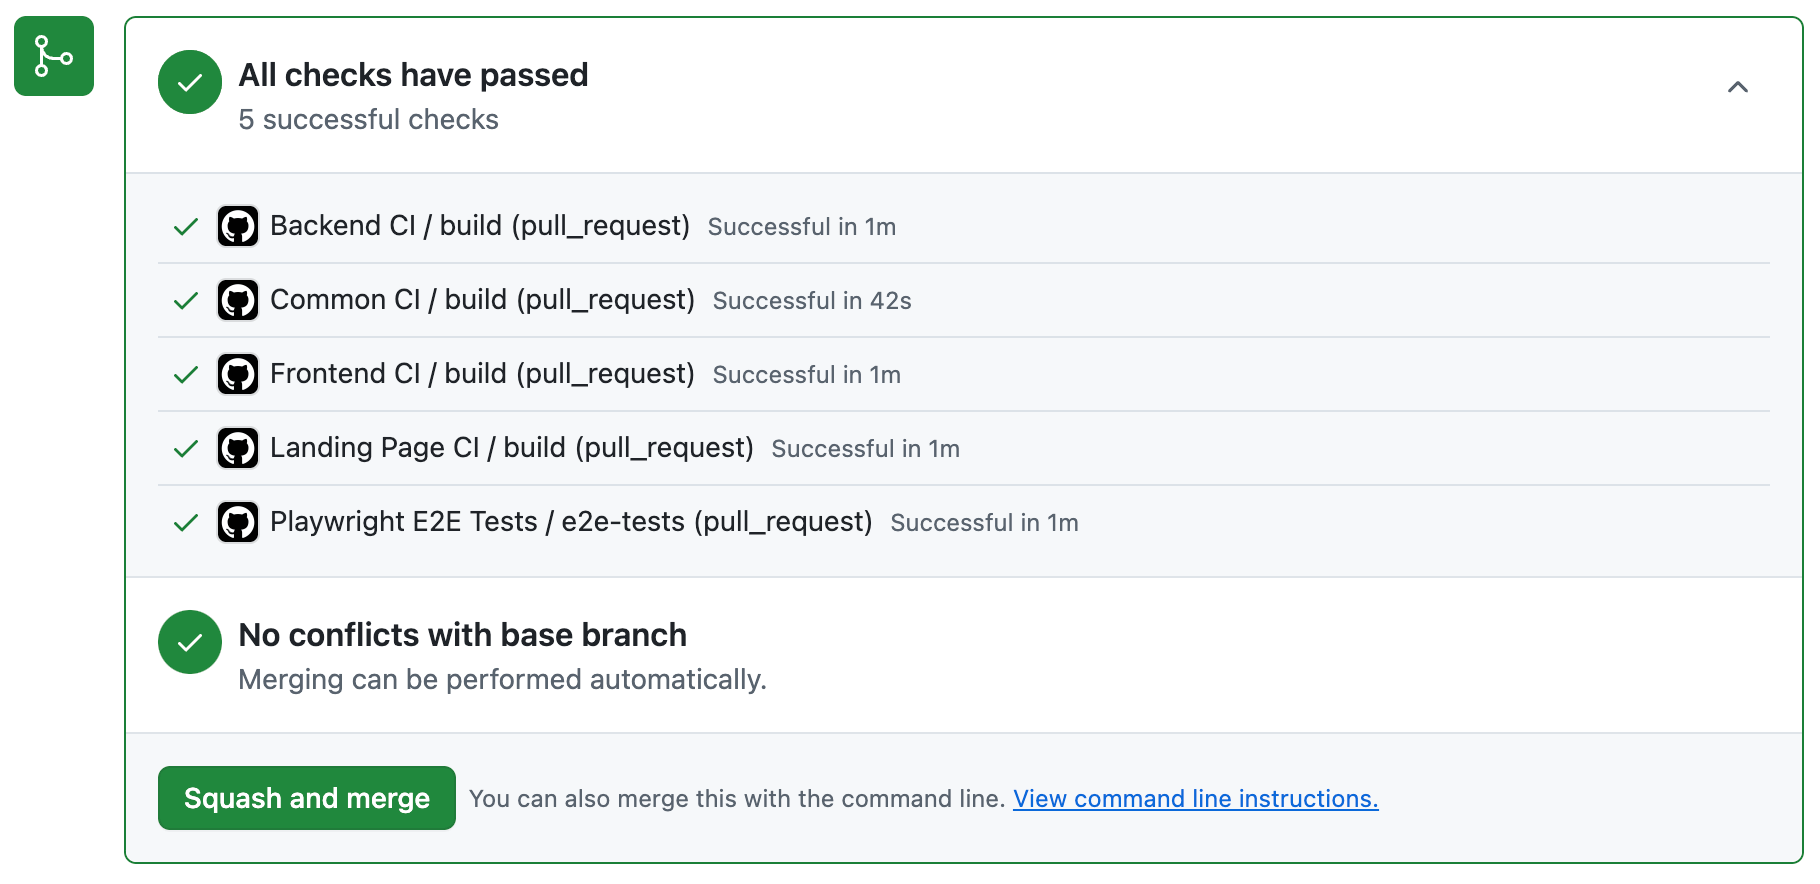 All checks have passed
5 successful checks
Backend CI / build (pull_request) Successful in 1m
Common CI / build (pull_request) Successful in 42s
Frontend CI / build (pull_request) Successful in 1m
Landing Page CI / build (pull_request) Successful in 1m
Playwright E2E Tests / e2e-tests (pull_request) Successful in 1m
No conflicts with base branch
Merging can be performed automatically.
Squash and merge You can also merge this with the command line. View command line instructions.